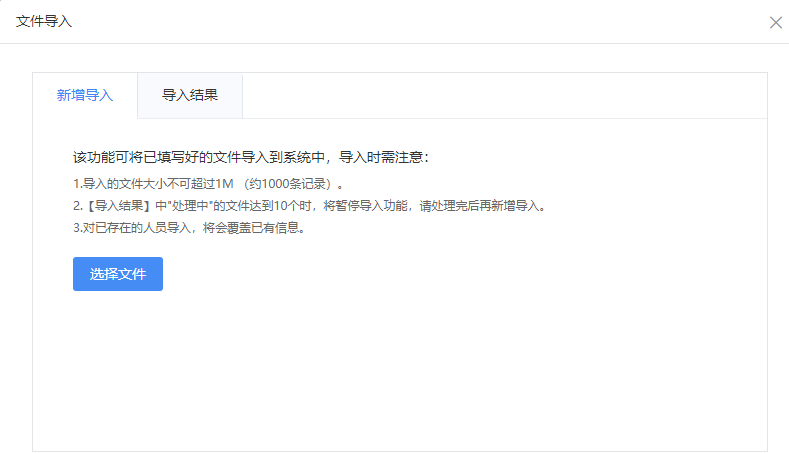 文件导入
新增导入
导入结果
该功能可将已填写好的文件导入到系统中，导入时需注意：
1.导入的文件大小不可超过1M （约1000条记录）。
2.【导入结果】中"处理中"的文件达到10个时，将暂停导入功能，请处理完后再新增导入。
3.对已存在的人员导入，将会覆盖已有信息。
选择文件